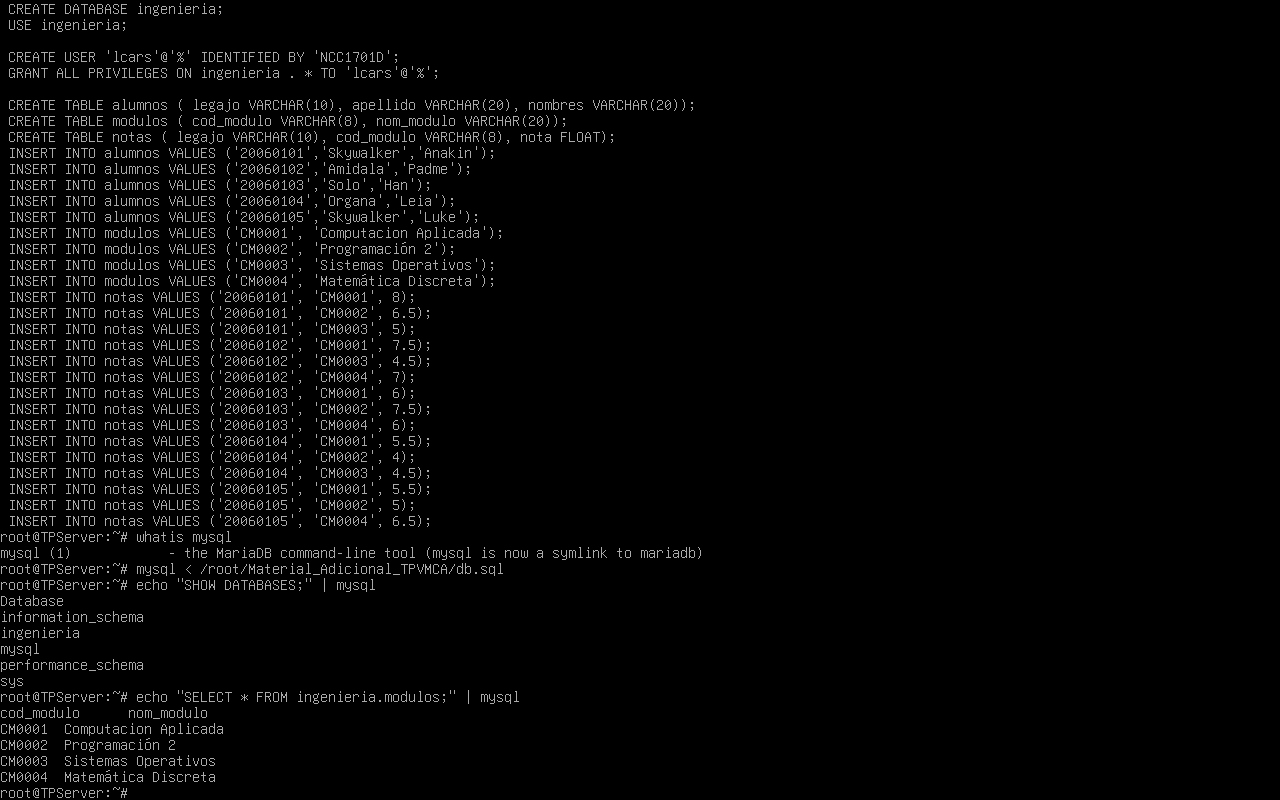 CREATE DATABASE ingenieria;
USE ingenieria;
CREATE USER 'lcars'@'%' IDENTIFIED BY 'NCC1701D';
GRANT ALL PRIVILEGES ON ingenieria . * TO 'lcars'@'%';
CREATE TABLE alumnos ( legajo VARCHAR(10), apellido VARCHAR(20), nombres VARCHAR(20));
CREATE TABLE modulos ( cod_modulo VARCHAR(8), nom_modulo VARCHAR(20));
CREATE TABLE notas ( legajo VARCHAR(10), cod_modulo VARCHAR(8), nota FLOAT);
INSERT INTO alumnos VALUES ('20060101','Skywalker','Anakin');
INSERT INTO alumnos VALUES ('20060102','Amidala','Padme');
INSERT INTO alumnos VALUES ('20060103','Solo','Han');
INSERT INTO alumnos VALUES ('20060104','Organa','Leia');
INSERT INTO alumnos VALUES ('20060105','Skywalker','Luke');
INSERT INTO modulos VALUES ('CM0001', 'Computacion Aplicada');
INSERT INTO modulos VALUES ('CM0002', 'Programación 2');
INSERT INTO modulos VALUES ('CM0003', 'Sistemas Operativos');
INSERT INTO modulos VALUES ('CM0004', 'Matemática Discreta');
INSERT INTO notas VALUES ('20060101', 'CM0001', 8);
INSERT INTO notas VALUES ('20060101', 'CM0002', 6.5);
INSERT INTO notas VALUES ('20060101', 'CM0003', 5);
INSERT INTO notas VALUES ('20060102', 'CM0001', 7.5);
INSERT INTO notas VALUES ('20060102', 'CM0003', 4.5);
INSERT INTO notas VALUES ('20060102', 'CM0004', 7);
INSERT INTO notas VALUES ('20060103', 'CM0001', 6);
INSERT INTO notas VALUES ('20060103', 'CM0002', 7.5);
INSERT INTO notas VALUES ('20060103', 'CM0004', 6);
INSERT INTO notas VALUES ('20060104', 'CM0001', 5.5);
INSERT INTO notas VALUES ('20060104', 'CM0002', 4);
INSERT INTO notas VALUES ('20060104', 'CM0003', 4.5);
INSERT INTO notas VALUES ('20060105', 'CM0001', 5.5);
INSERT INTO notas VALUES ('20060105', 'CM0002', 5);
INSERT INTO notas VALUES ('20060105', 'CM0004', 6.5);
root@TPServer:~# whatis mysql
mysql (1)            - the MariaDB command-line tool (mysql is now a symlink to mariadb)
root@TPServer:~# mysql < /root/Material_Adicional_TPVMCA/db.sql
root@TPServer:~# echo "SHOW DATABASES;" | mysql
Database
information_schema
ingenieria
mysql
performance_schema
sys
root@TPServer:~# echo "SELECT * FROM ingenieria.modulos;" | mysql
cod_modulo      nom_modulo
CM0001  Computacion Aplicada
CM0002  Programación 2
CM0003  Sistemas Operativos
CM0004  Matemática Discreta
root@TPServer:~#